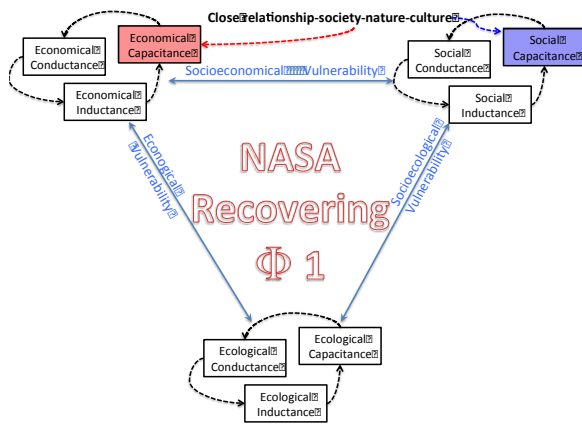 Close relationship-society-nature-culture
Economical
Capacitance
Economical
Conductance
Economical
Inductance
Socioeconomical Vulnerability
Social
Capacitance
Social
Conductance
Social
Inductance
Econogical
Vulnerability
NASA
Recovering
Φ 1
Socioecological
Vulnerability
Ecological
Conductance
Ecological
Capacitance
Ecological
Inductance